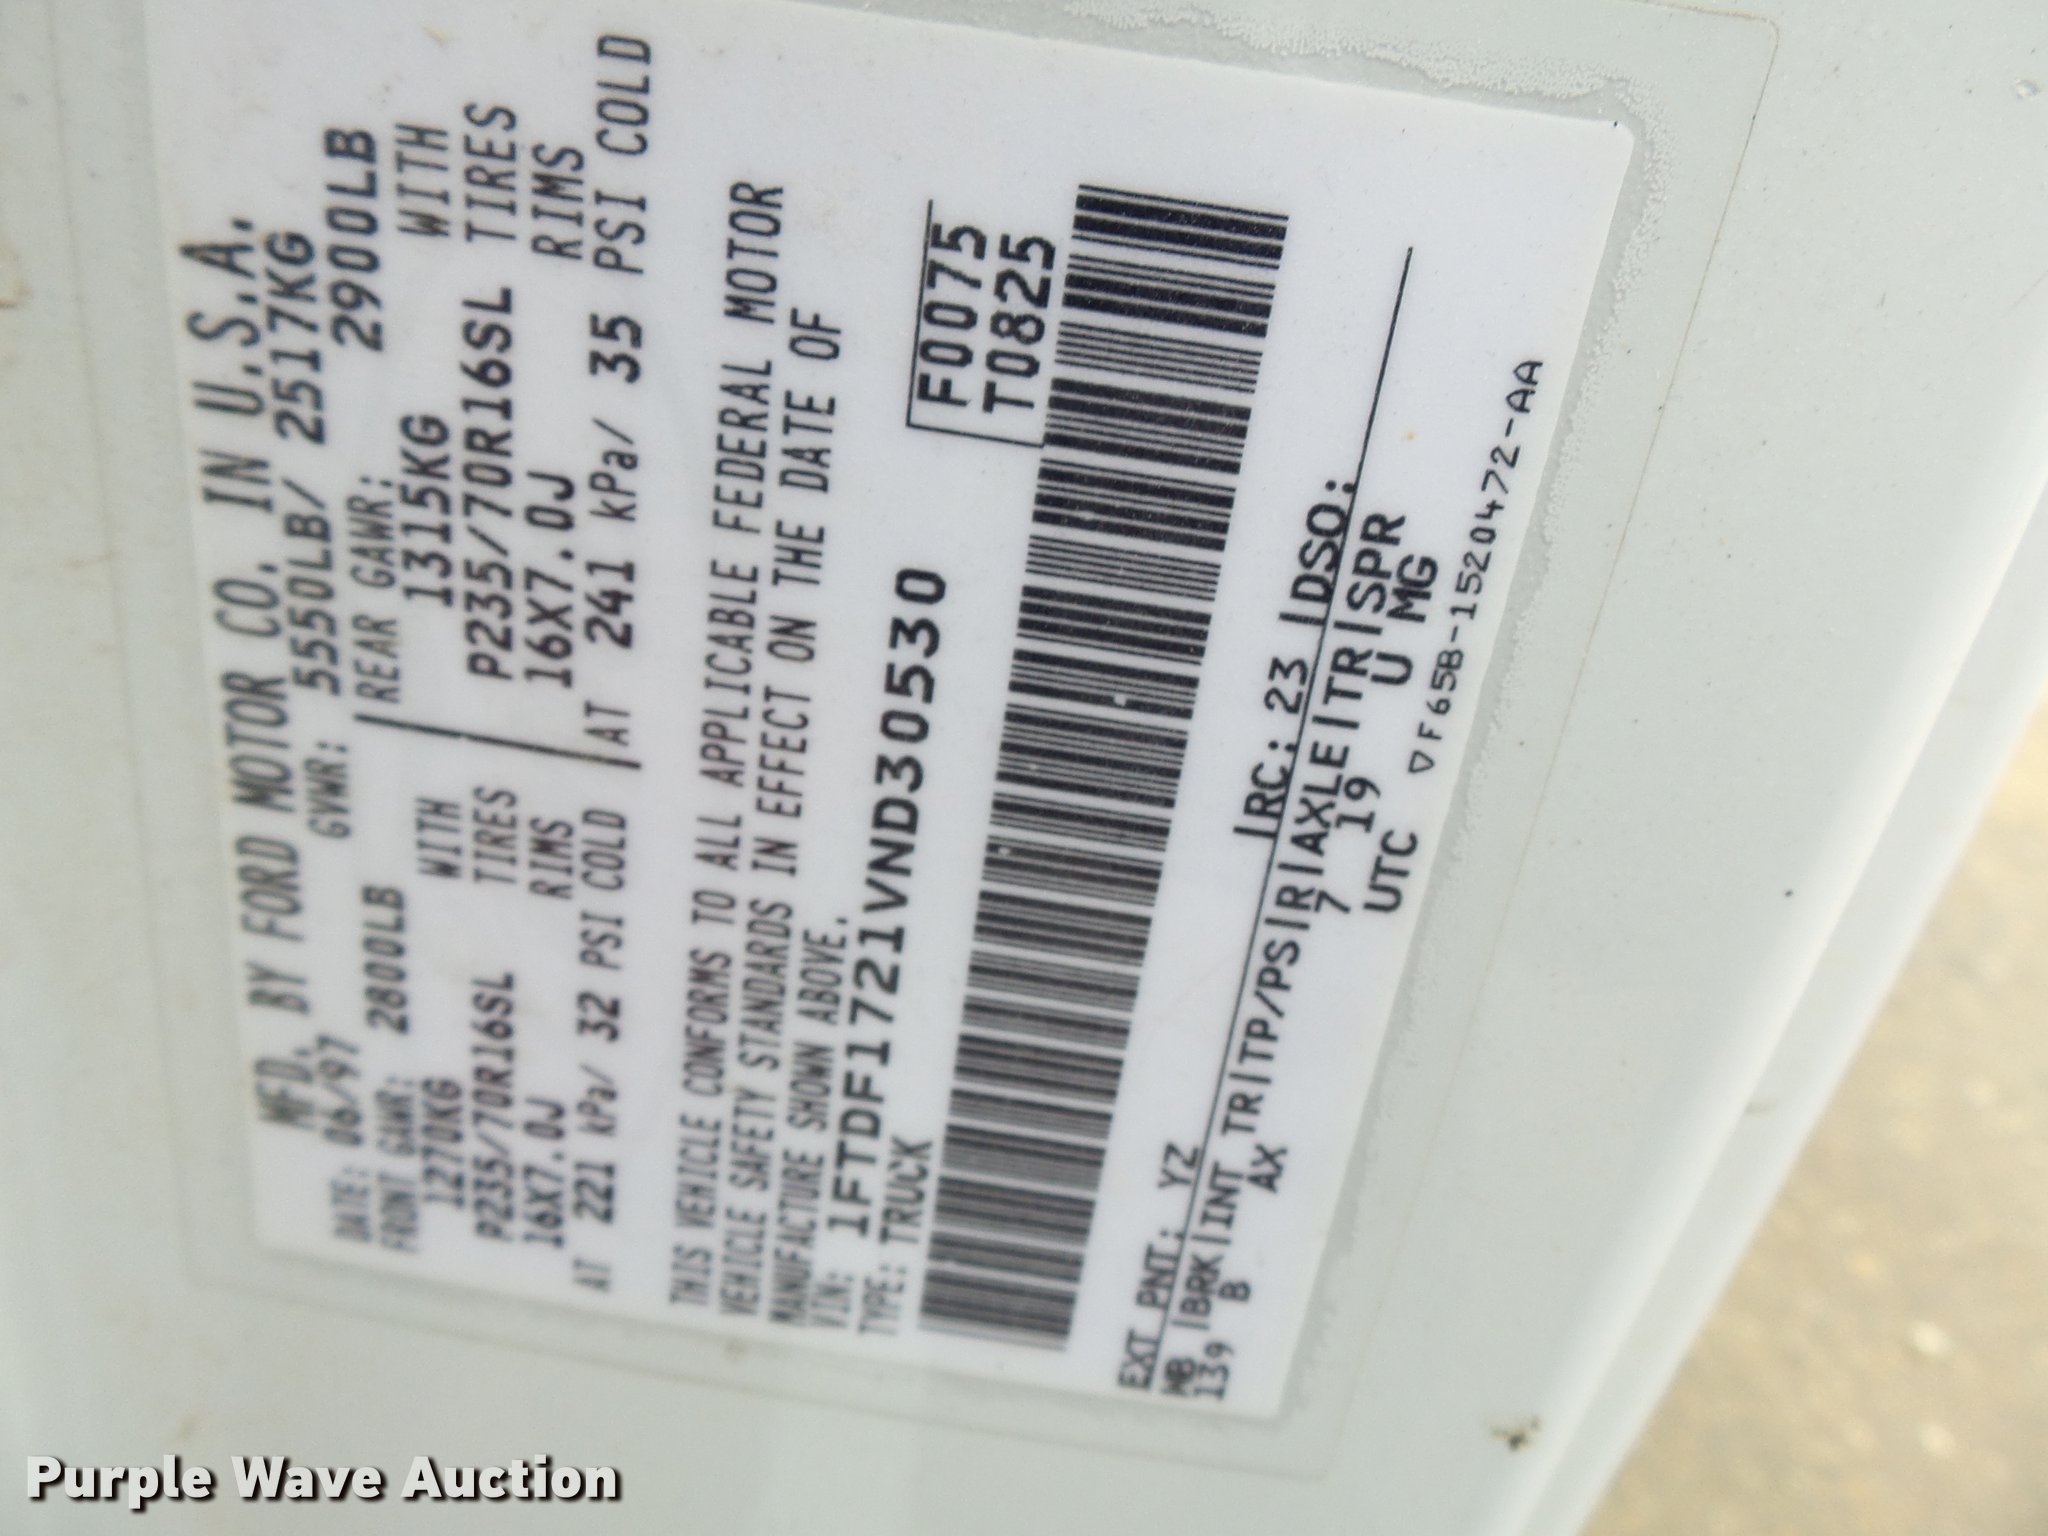 MFD. BY FORD MOTOR CO. IN U.S.A.
DATE: 06/97 GVWR: 5550LB/ 2517KG
FRONT GAWR: 2800LB REAR GAWR: 2900LB
1270KG WITH 1315KG WITH
P235/70R16SL TIRES P235/70R16SL TIRES
16X7.0J RIMS 16X7.0J RIMS
AT 221 kPa/ 32 PSI COLD AT 241 kPa/ 35 PSI COLD
THIS VEHICLE CONFORMS TO ALL APPLICABLE FEDERAL MOTOR
VEHICLE SAFETY STANDARDS IN EFFECT ON THE DATE OF
MANUFACTURE SHOWN ABOVE.
VIN: 1FTDF1721VND30530
TYPE: TRUCK
F0075
T0825
EXT PNT: YZ RC: 23 DSO:
WB BRK INT TR TP/PS R AXLE TR SPR
139 B AX 7 19 U U MG
UTC ▽F65B-1520472-AA
Purple Wave Auction